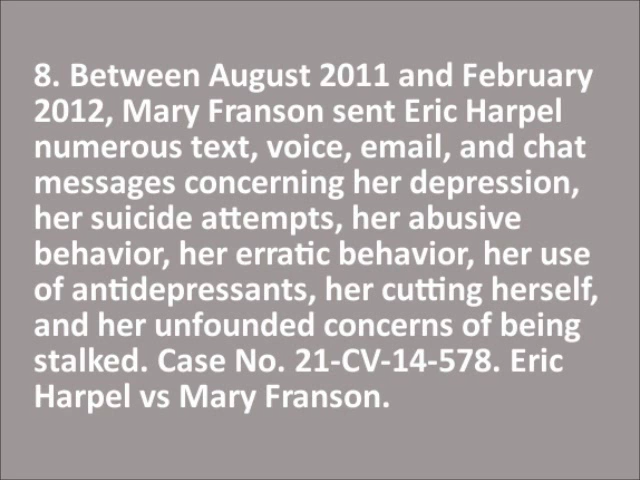 8. Between August 2011 and February
2012, Mary Franson sent Eric Harpel
numerous text, voice, email, and chat
messages concerning her depression,
her suicide attempts, her abusive
behavior, her erratic behavior, her use
of antidepressants, her cutting herself,
and her unfounded concerns of being
stalked. Case No. 21-CV-14-578. Eric
Harpel vs Mary Franson.